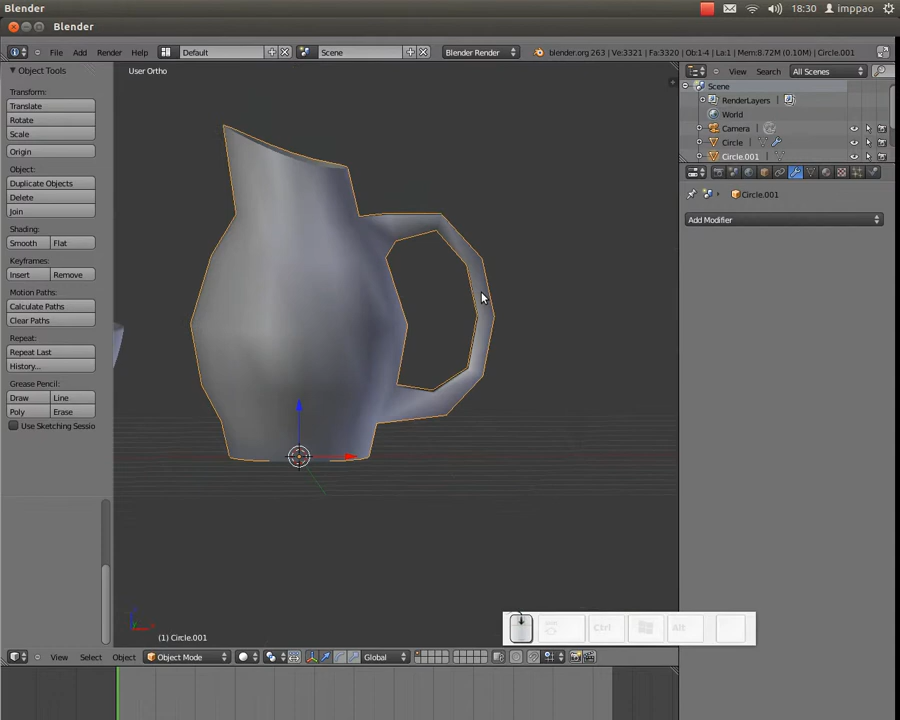 Blender
18:30 imppao
Blender
File Add Render Help Default Scene Blender Render blender.org 263 | Ve:3321 | Fa:3320 | Ob:1-4 | La:1 | Mem:8.72M (0.10M) | Circle.001
Object Tools
User Ortho
View Search All Scenes
Scene
RenderLayers
World
Camera
Circle
Circle.001
Transform:
Translate
Rotate
Scale
Origin
Object:
Duplicate Objects
Delete
Join
Shading:
Smooth Flat
Keyframes:
Insert Remove
Motion Paths:
Calculate Paths
Clear Paths
Repeat:
Repeat Last
History...
Grease Pencil:
Draw Line
Poly Erase
Use Sketching Sessio
Circle.001
Add Modifier
Ctrl Alt
(1) Circle.001
View Select Object Object Mode Global